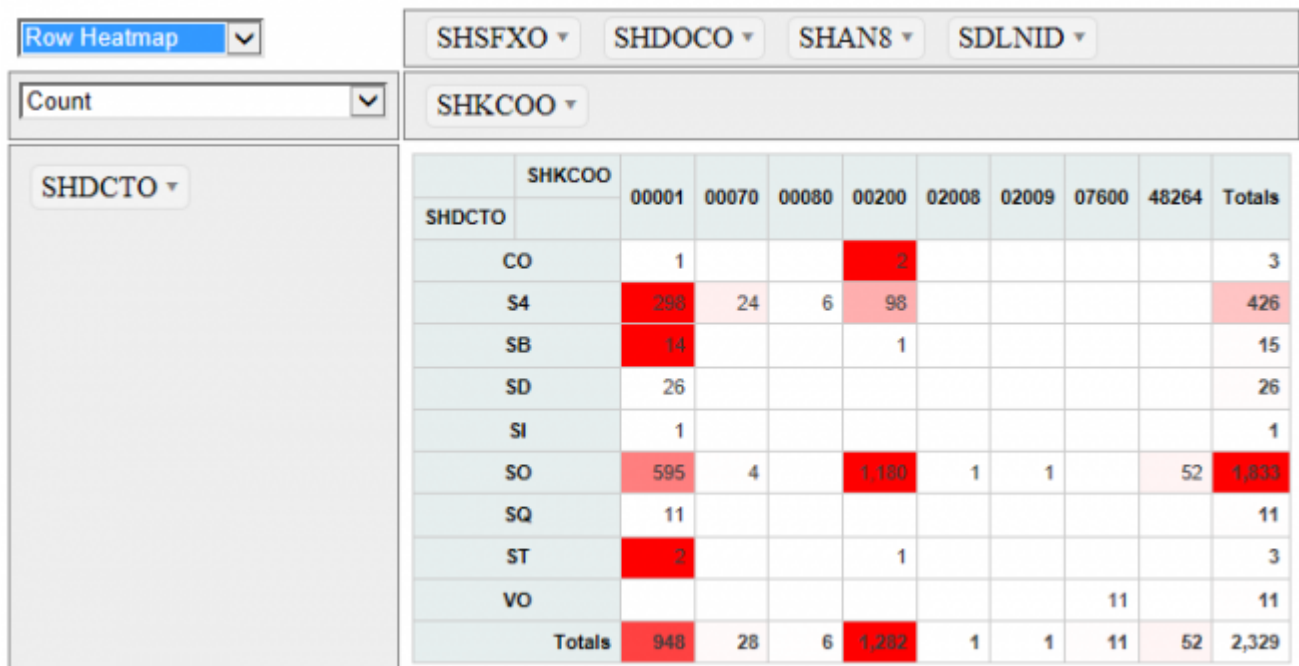 Row Heatmap
SHSFXO SHDOCO SHAN8 SDLNID
Count
SHKCOO
SHDCTO
SHKCOO 00001 00070 00080 00200 02008 02009 07600 48264 Totals
SHDCTO
CO 1 2 3
S4 298 24 6 98 426
SB 14 1 15
SD 26 26
SI 1 1
SO 595 4 1,180 1 1 52 1,833
SQ 11 11
ST 2 1 3
VO 11 11
Totals 948 28 6 1,282 1 1 11 52 2,329